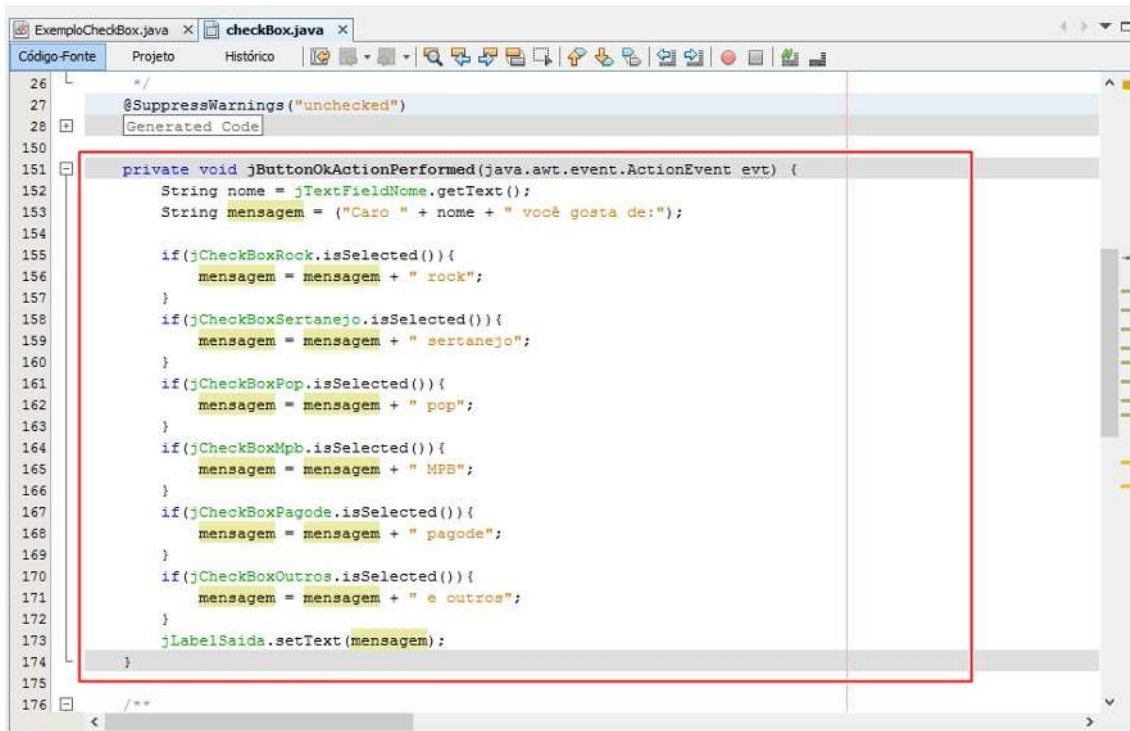 ExemploCheckBox.java checkBox.java
Código-Fonte Projeto Histórico
26 */
27 @SuppressWarnings("unchecked")
28 Generated Code
150
151 private void jButtonOkActionPerformed(java.awt.event.ActionEvent evt) {
152 String nome = jTextFieldNome.getText();
153 String mensagem = ("Caro " + nome + " você gosta de:");
154
155 if(jCheckBoxRock.isSelected()){
156 mensagem = mensagem + " rock";
157 }
158 if(jCheckBoxSertanejo.isSelected()){
159 mensagem = mensagem + " sertanejo";
160 }
161 if(jCheckBoxPop.isSelected()){
162 mensagem = mensagem + " pop";
163 }
164 if(jCheckBoxMpb.isSelected()){
165 mensagem = mensagem + " MPB";
166 }
167 if(jCheckBoxPagode.isSelected()){
168 mensagem = mensagem + " pagode";
169 }
170 if(jCheckBoxOutros.isSelected()){
171 mensagem = mensagem + " e outros";
172 }
173 jLabelSaida.setText(mensagem);
174 }
175
176 /**